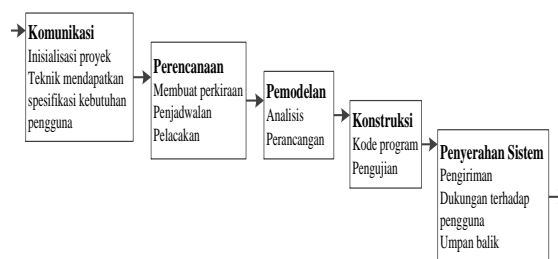 Komunikasi
Inisialisasi proyek
Teknik mendapatkan
spesifikasi kebutuhan
pengguna
Perencanaan
Membuat perkiraan
Penjadwalan
Pelacakan
Pemodelan
Analisis
Perancangan
Konstruksi
Kode program
Pengujian
Penyerahan Sistem
Pengiriman
Dukungan terhadap
pengguna
Umpan balik